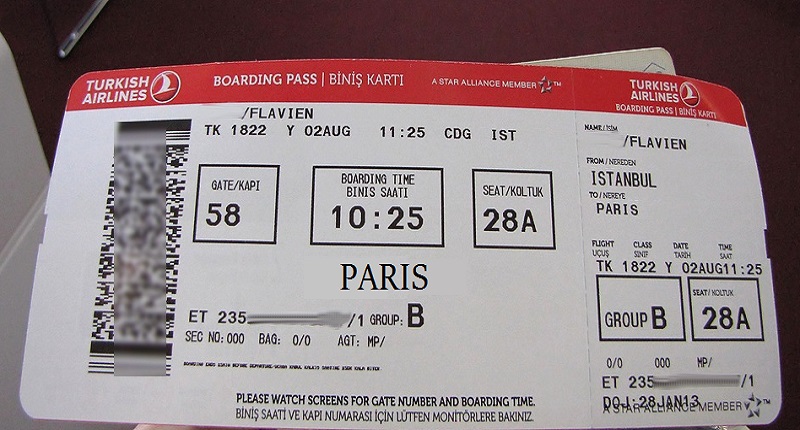 TURKISH AIRLINES BOARDING PASS | BİNİŞ KARTI A STAR ALLIANCE MEMBER TM
/FLAVIEN
TK 1822 Y 02AUG 11:25 CDG IST
GATE/KAPI
58
BOARDING TIME
BINIS SAATI
10:25
SEAT/KOLTUK
28A
PARIS
ET 235 /1 GROUP: B
SEC NO:000 BAG: 0/0 AGT: MP/
PLEASE WATCH SCREENS FOR GATE NUMBER AND BOARDING TIME.
BİNİŞ SAATİ VE KAPI NUMARASI İÇİN LÜTFEN MONİTÖRLERE BAKINIZ.
TURKISH AIRLINES
BOARDING PASS | BİNİŞ KARTI
NAME/İSİM
/FLAVIEN
FROM/NEREDEN
ISTANBUL
TO/NEREYE
PARIS
FLIGHT CLASS DATE TIME
UÇUŞ SINIF TARİH SAAT
TK 1822 Y 02AUG11:25
GROUP B
SEAT/KOLTUK
28A
0/0 000 MP/
ET 235 /1
DOJ:28JAN13
A STAR ALLIANCE MEMBER TM